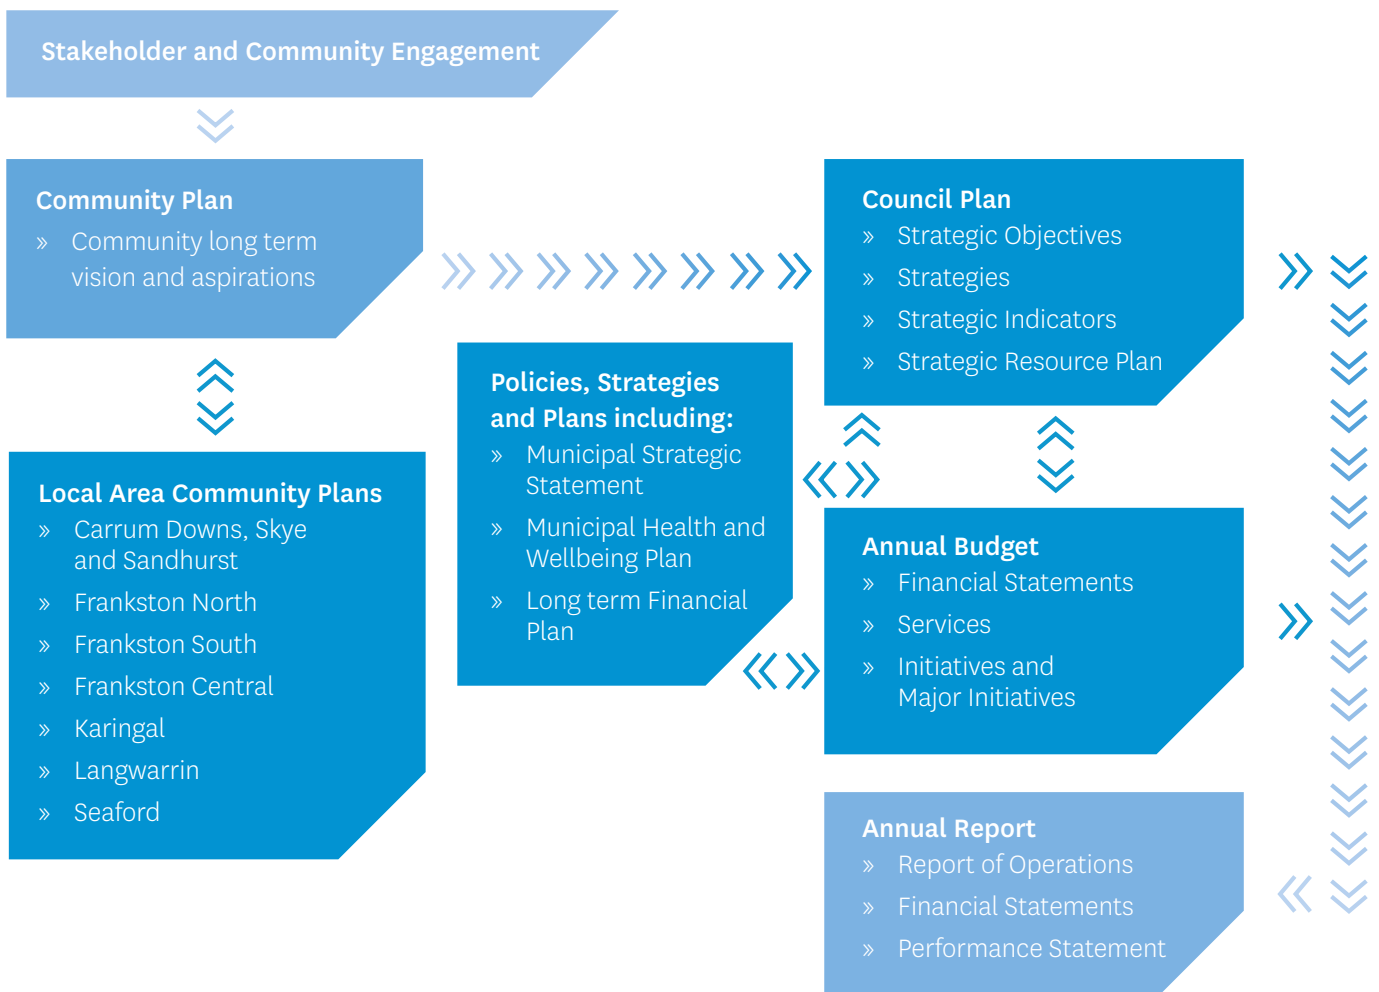 Stakeholder and Community Engagement
Community Plan
» Community long term
vision and aspirations
Local Area Community Plans
» Carrum Downs, Skye
and Sandhurst
» Frankston North
» Frankston South
» Frankston Central
» Karingal
» Langwarrin
» Seaford
Policies, Strategies
and Plans including:
» Municipal Strategic
Statement
» Municipal Health and
Wellbeing Plan
» Long term Financial
Plan
Council Plan
» Strategic Objectives
» Strategies
» Strategic Indicators
» Strategic Resource Plan
Annual Budget
» Financial Statements
» Services
» Initiatives and
Major Initiatives
Annual Report
» Report of Operations
» Financial Statements
» Performance Statement